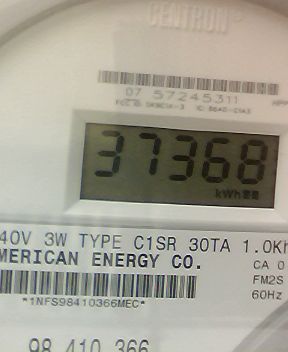 CENTRON®
07 57245311
37368
kWh
40V 3W TYPE C1SR 30TA 1.0Kh
MERICAN ENERGY CO.
CA 0
FM2S
60Hz
*1NFS98410366MEC*
98 410 366